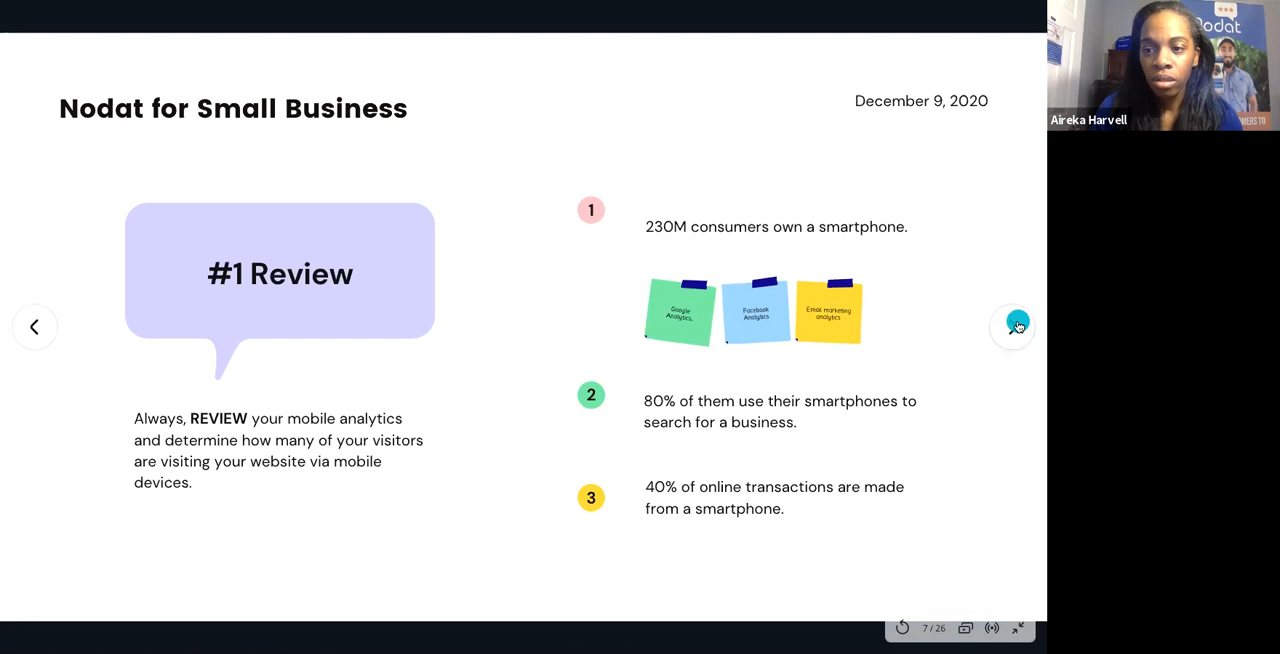 Nodat for Small Business
December 9, 2020
#1 Review
Always, REVIEW your mobile analytics
and determine how many of your visitors
are visiting your website via mobile
devices.
1
230M consumers own a smartphone.
Google
Analytics,
Facebook
Analytics
Email marketing
analytics
2
80% of them use their smartphones to
search for a business.
3
40% of online transactions are made
from a smartphone.
7 / 26
Nodat
Aireka Harvell